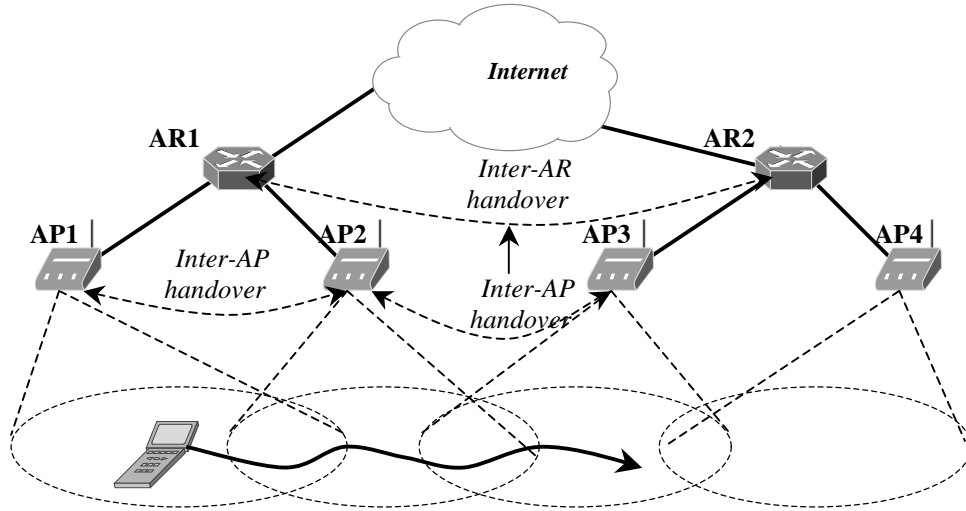 Internet
AR1
AR2
Inter-AR
handover
AP1
AP2
AP3
AP4
Inter-AP
handover
Inter-AP
handover